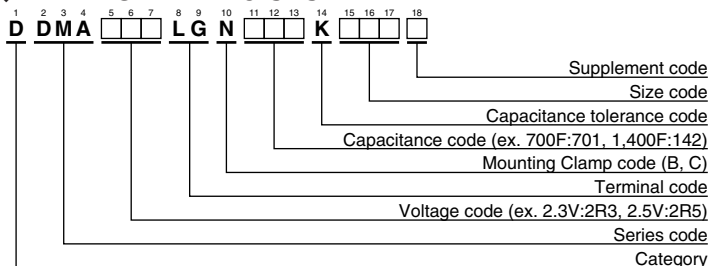 1 2 3 4 5 6 7 8 9 10 11 12 13 14 15 16 17 18
D DMA □□□ LG N □□□ K □□□ □
Supplement code
Size code
Capacitance tolerance code
Capacitance code (ex. 700F:701, 1,400F:142)
Mounting Clamp code (B, C)
Terminal code
Voltage code (ex. 2.3V:2R3, 2.5V:2R5)
Series code
Category